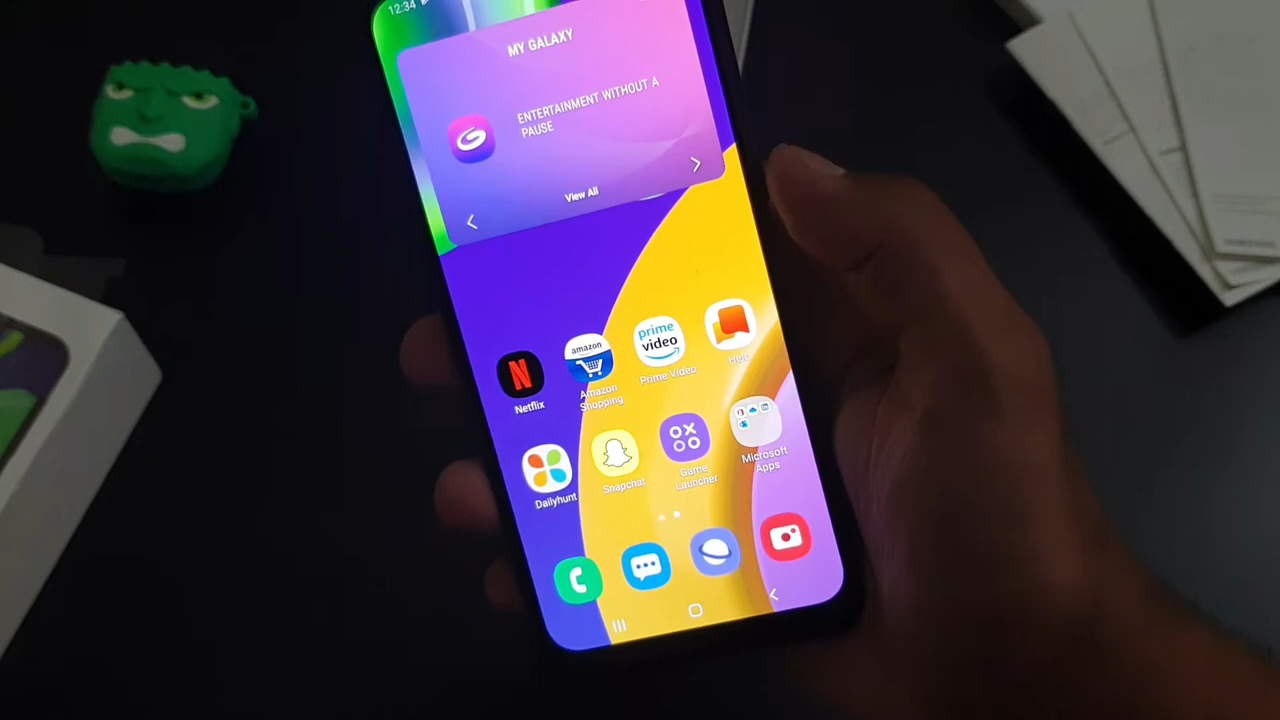 12:34
MY GALAXY
ENTERTAINMENT WITHOUT A
PAUSE
View All
N
amazon
prime
video
Netflix
Amazon
Shopping
Prime Video
Dailyhunt
Snapchat
Game
Launcher
Microsoft
Apps